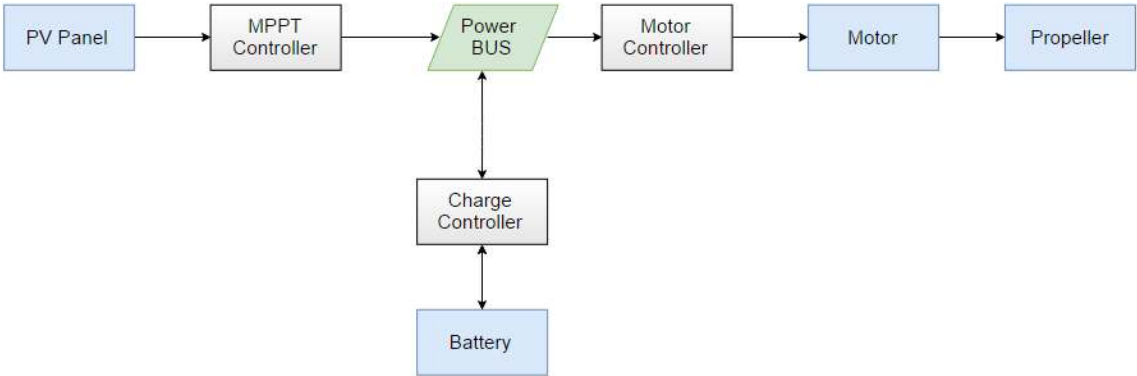 PV Panel
MPPT
Controller
Power
BUS
Motor
Controller
Motor
Propeller
Charge
Controller
Battery